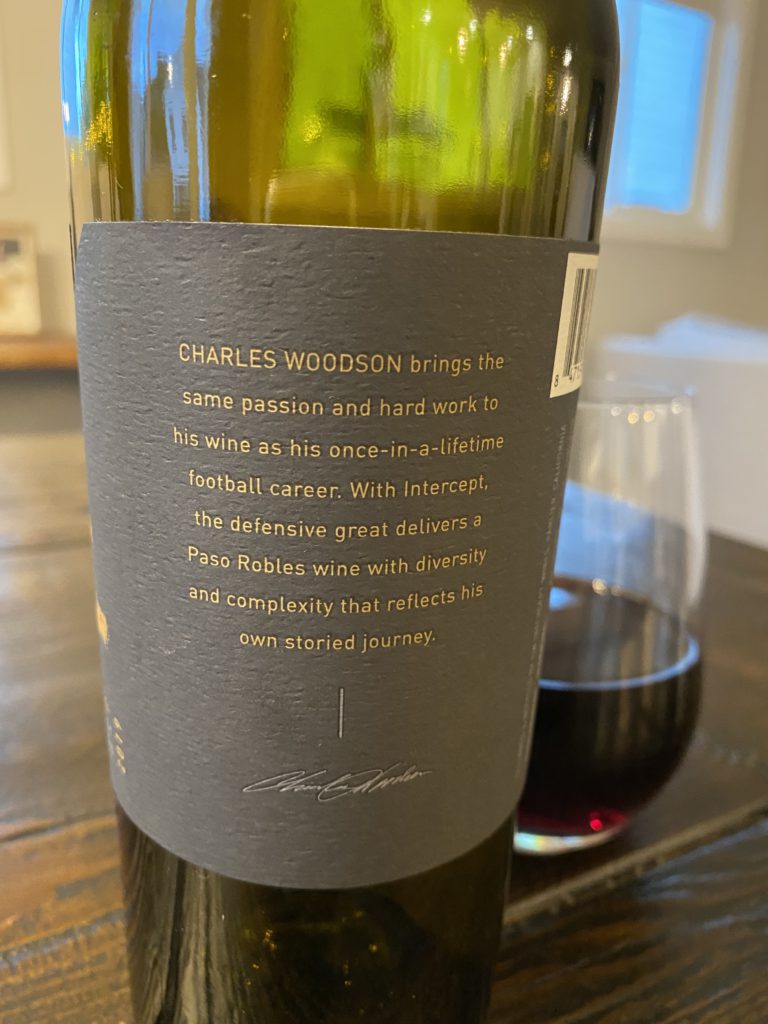 CHARLES WOODSON brings the
same passion and hard work to
his wine as his once-in-a-lifetime
football career. With Intercept,
the defensive great delivers a
Paso Robles wine with diversity
and complexity that reflects his
own storied journey.
2019
8